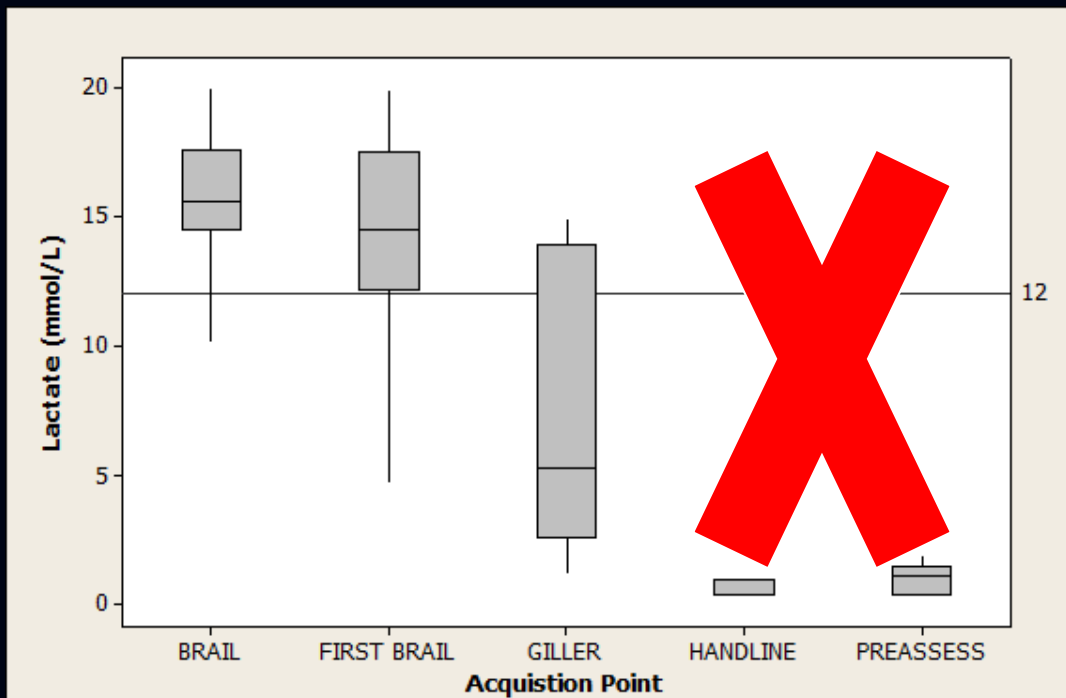 20
15
10
5
0
Lactate (mmol/L)
12
BRAIL FIRST BRAIL GILLER HANDLINE PREASSESS
Acquistion Point